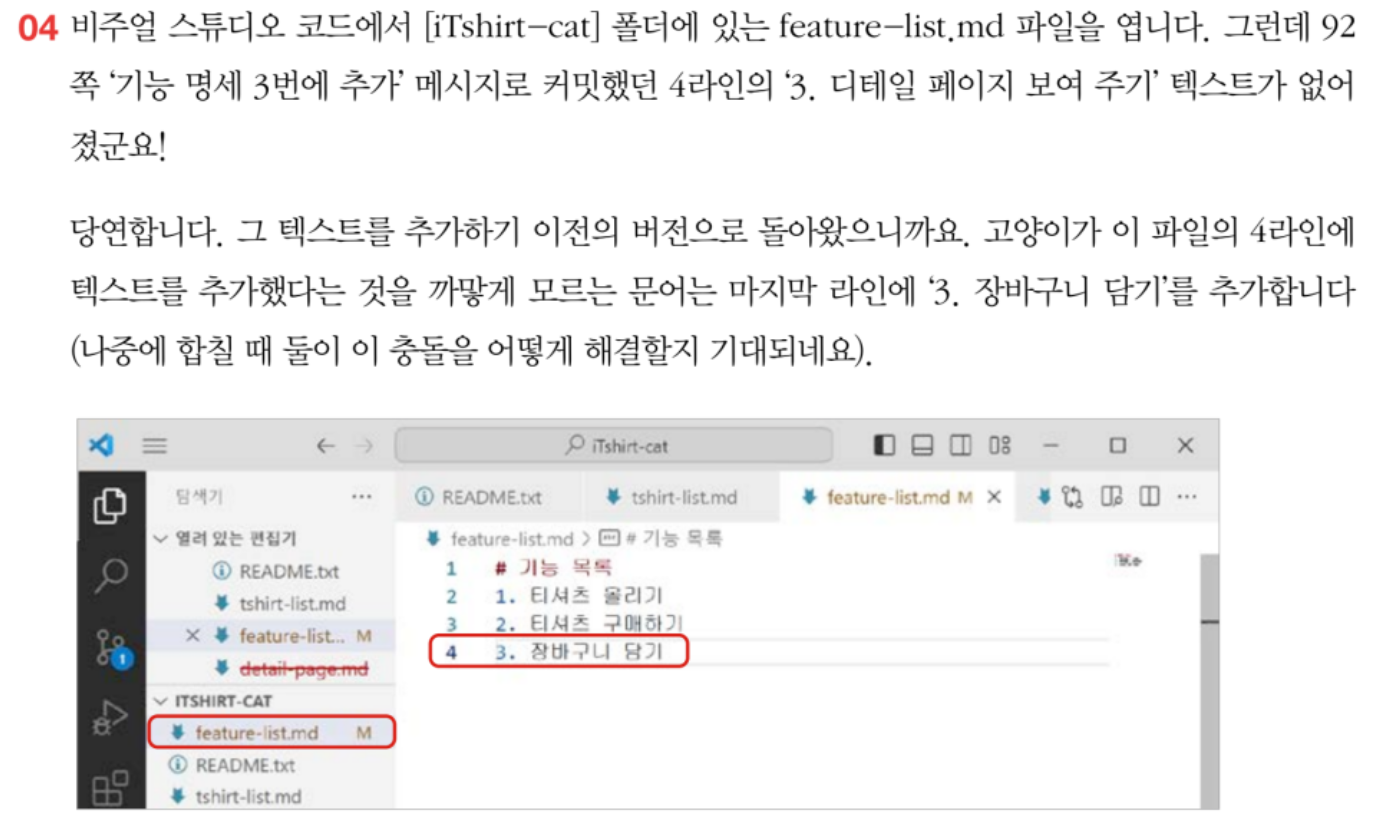 04 비주얼 스튜디오 코드에서 [iTshirt-cat] 폴더에 있는 feature-list.md 파일을 엽니다. 그런데 92
쪽 '기능 명세 3번에 추가' 메시지로 커밋했던 4라인의 '3. 디테일 페이지 보여 주기' 텍스트가 없어
졌군요!
당연합니다. 그 텍스트를 추가하기 이전의 버전으로 돌아왔으니까요. 고양이가 이 파일의 4라인에
텍스트를 추가했다는 것을 까맣게 모르는 문어는 마지막 라인에 '3. 장바구니 담기'를 추가합니다
(나중에 합칠 때 둘이 이 충돌을 어떻게 해결할지 기대되네요).
iTshirt-cat
탐색기
README.txt
tshirt-list.md
feature-list.md M
열려 있는 편집기
README.txt
tshirt-list.md
feature-list... M
detail-page.md
ITSHIRT-CAT
feature-list.md M
README.txt
tshirt-list.md
feature-list.md > # 기능 목록
1 # 기능 목록
2 1. 티셔츠 올리기
3 2. 티셔츠 구매하기
4 3. 장바구니 담기
1